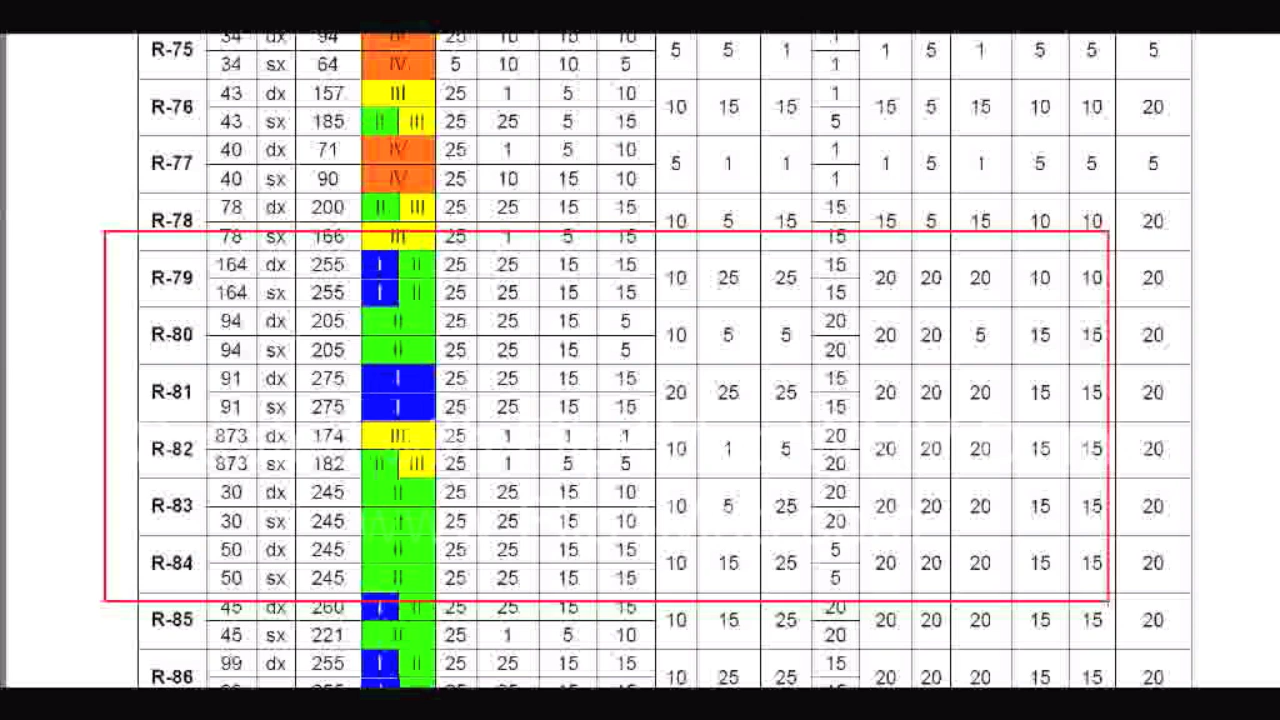 34 dx 94 IV 25 10 15 10
R-75 5 5 1 1 1 5 1 5 5 5
34 sx 64 IV 5 10 10 5 1
43 dx 157 III 25 1 5 10 1
R-76 10 15 15 15 5 15 10 10 20
43 sx 185 II III 25 25 5 15 5
40 dx 71 IV 25 1 5 10 1
R-77 5 1 1 1 5 1 5 5 5
40 sx 90 IV 25 10 15 10 1
78 dx 200 II III 25 25 15 15 15
R-78 10 5 15 15 5 15 10 10 20
78 sx 166 III 25 1 5 15 15
164 dx 255 I II 25 25 15 15 15
R-79 10 25 25 20 20 20 10 10 20
164 sx 255 I II 25 25 15 15 15
94 dx 205 II 25 25 15 5 20
R-80 10 5 5 20 20 5 15 15 20
94 sx 205 II 25 25 15 5 20
91 dx 275 I 25 25 15 15 15
R-81 20 25 25 20 20 20 15 15 20
91 sx 275 I 25 25 15 15 15
873 dx 174 III 25 1 1 1 20
R-82 10 1 5 20 20 20 15 15 20
873 sx 182 II III 25 1 5 5 20
30 dx 245 II 25 25 15 10 20
R-83 10 5 25 20 20 20 15 15 20
30 sx 245 II 25 25 15 10 20
50 dx 245 II 25 25 15 15 5
R-84 10 15 25 20 20 20 15 15 20
50 sx 245 II 25 25 15 15 5
45 dx 260 I II 25 25 15 15 20
R-85 10 15 25 20 20 20 15 15 20
45 sx 221 II 25 1 5 10 20
99 dx 255 I II 25 25 15 15 15
R-86 10 25 25 20 20 20 15 15 20